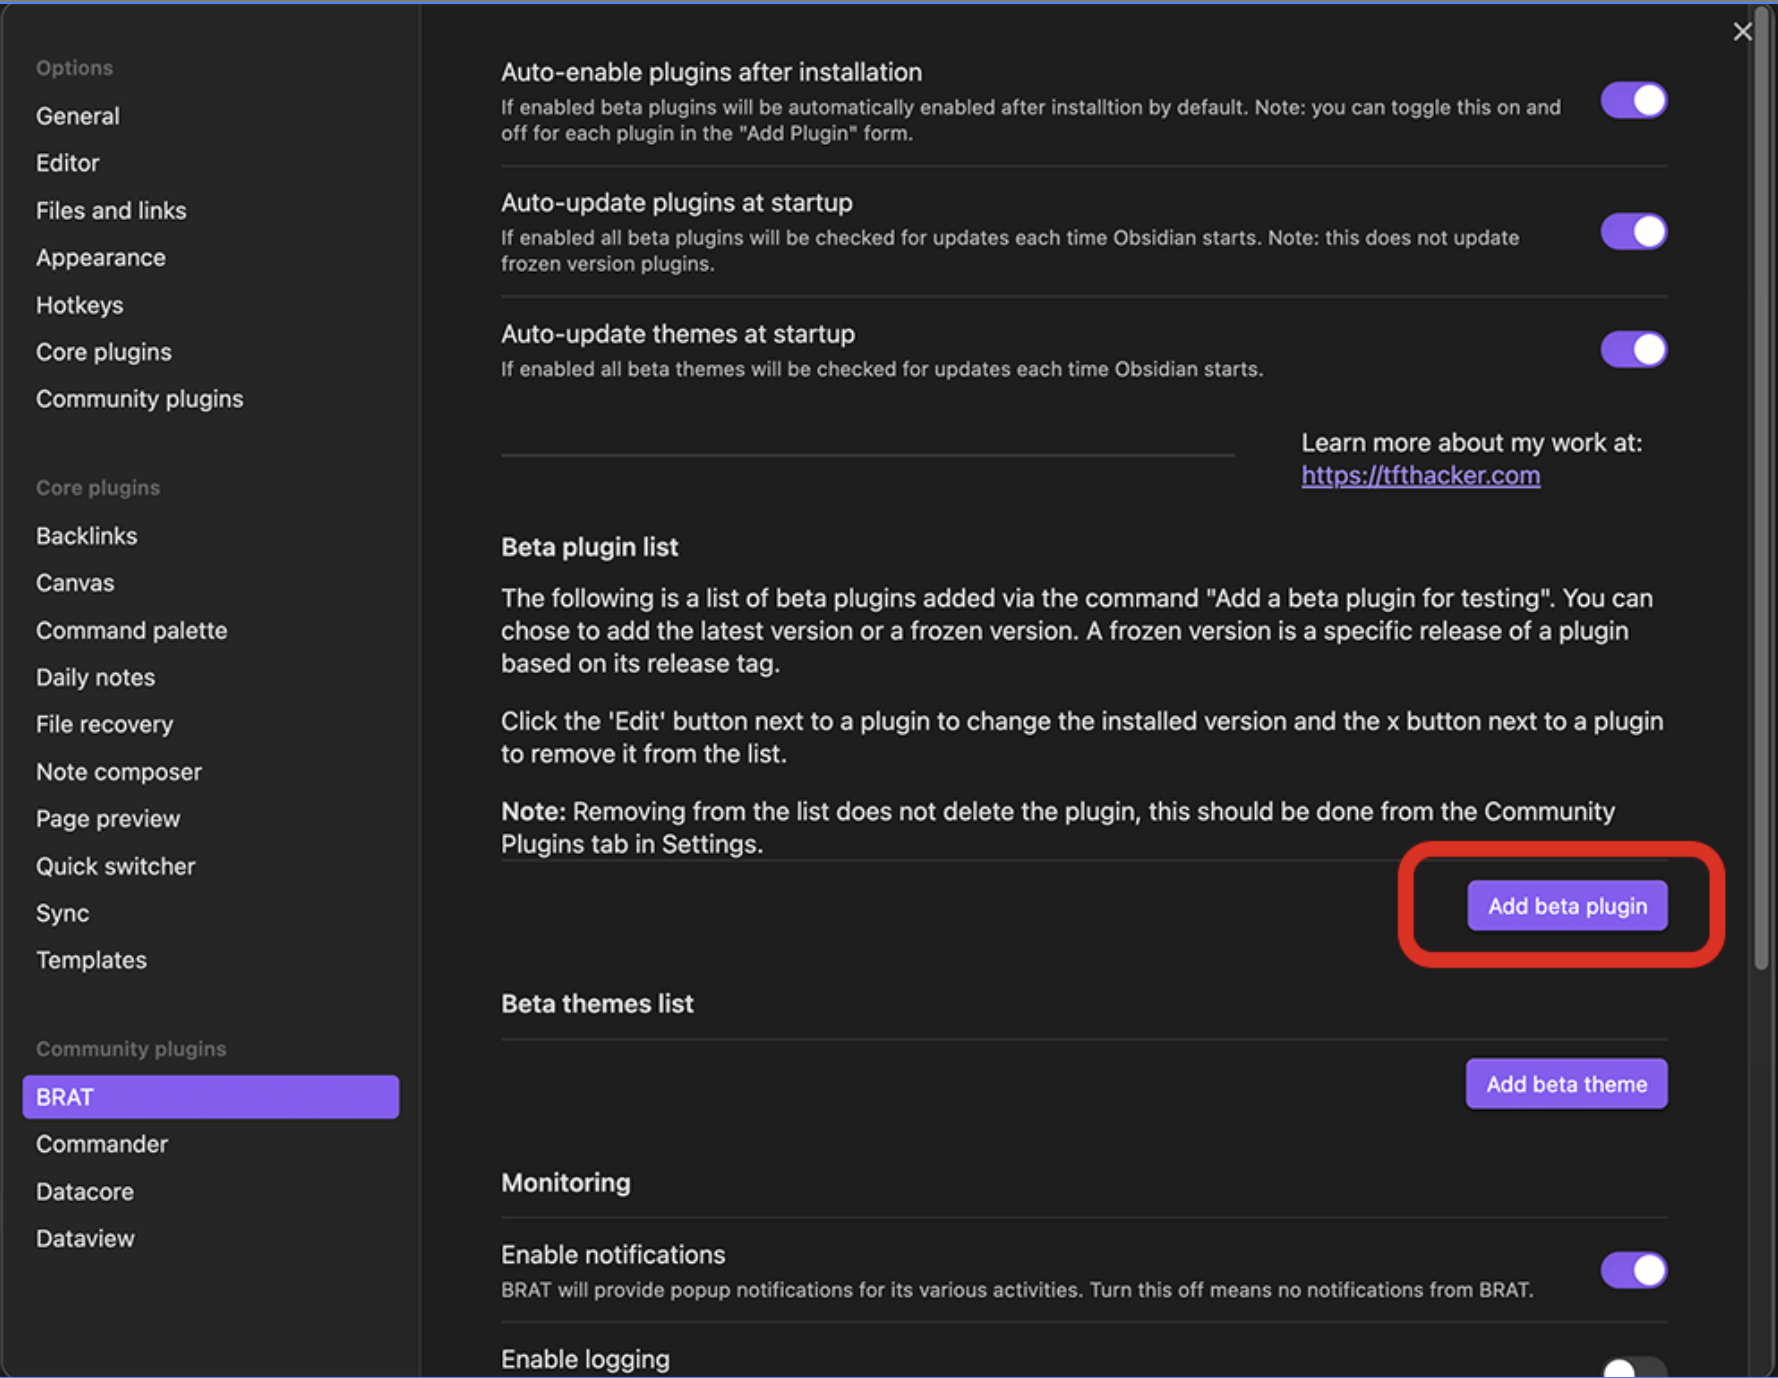 Options
General
Editor
Files and links
Appearance
Hotkeys
Core plugins
Community plugins
Core plugins
Backlinks
Canvas
Command palette
Daily notes
File recovery
Note composer
Page preview
Quick switcher
Sync
Templates
Community plugins
BRAT
Commander
Datacore
Dataview
Auto-enable plugins after installation
If enabled beta plugins will be automatically enabled after installtion by default. Note: you can toggle this on and
off for each plugin in the "Add Plugin" form.
Auto-update plugins at startup
If enabled all beta plugins will be checked for updates each time Obsidian starts. Note: this does not update
frozen version plugins.
Auto-update themes at startup
If enabled all beta themes will be checked for updates each time Obsidian starts.
Learn more about my work at:
https://tfthacker.com
Beta plugin list
The following is a list of beta plugins added via the command "Add a beta plugin for testing". You can
chose to add the latest version or a frozen version. A frozen version is a specific release of a plugin
based on its release tag.
Click the 'Edit' button next to a plugin to change the installed version and the x button next to a plugin
to remove it from the list.
Note: Removing from the list does not delete the plugin, this should be done from the Community
Plugins tab in Settings.
Add beta plugin
Beta themes list
Add beta theme
Monitoring
Enable notifications
BRAT will provide popup notifications for its various activities. Turn this off means no notifications from BRAT.
Enable logging